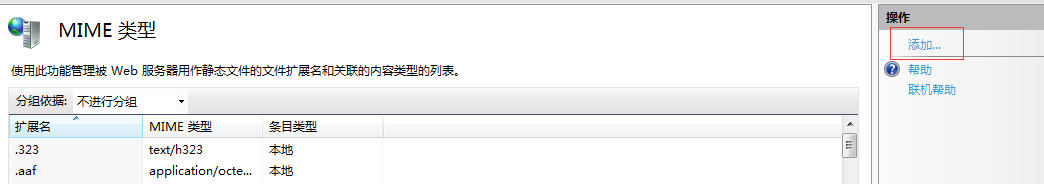 MIME 类型
使用此功能管理被 Web 服务器用作静态文件的文件扩展名和关联的内容类型的列表。
分组依据: 不进行分组
扩展名 MIME 类型 条目类型
.323 text/h323 本地
.aaf application/octe... 本地
操作
添加...
帮助
联机帮助